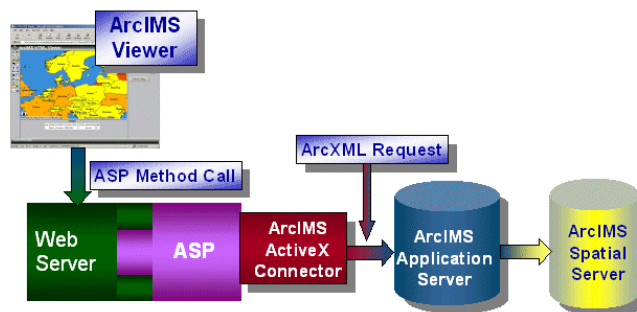 ArcIMS
Viewer
ArcXML Request
ASP Method Call
Web
Server
ASP
ArcIMS
ActiveX
Connector
ArcIMS
Application
Server
ArcIMS
Spatial
Server